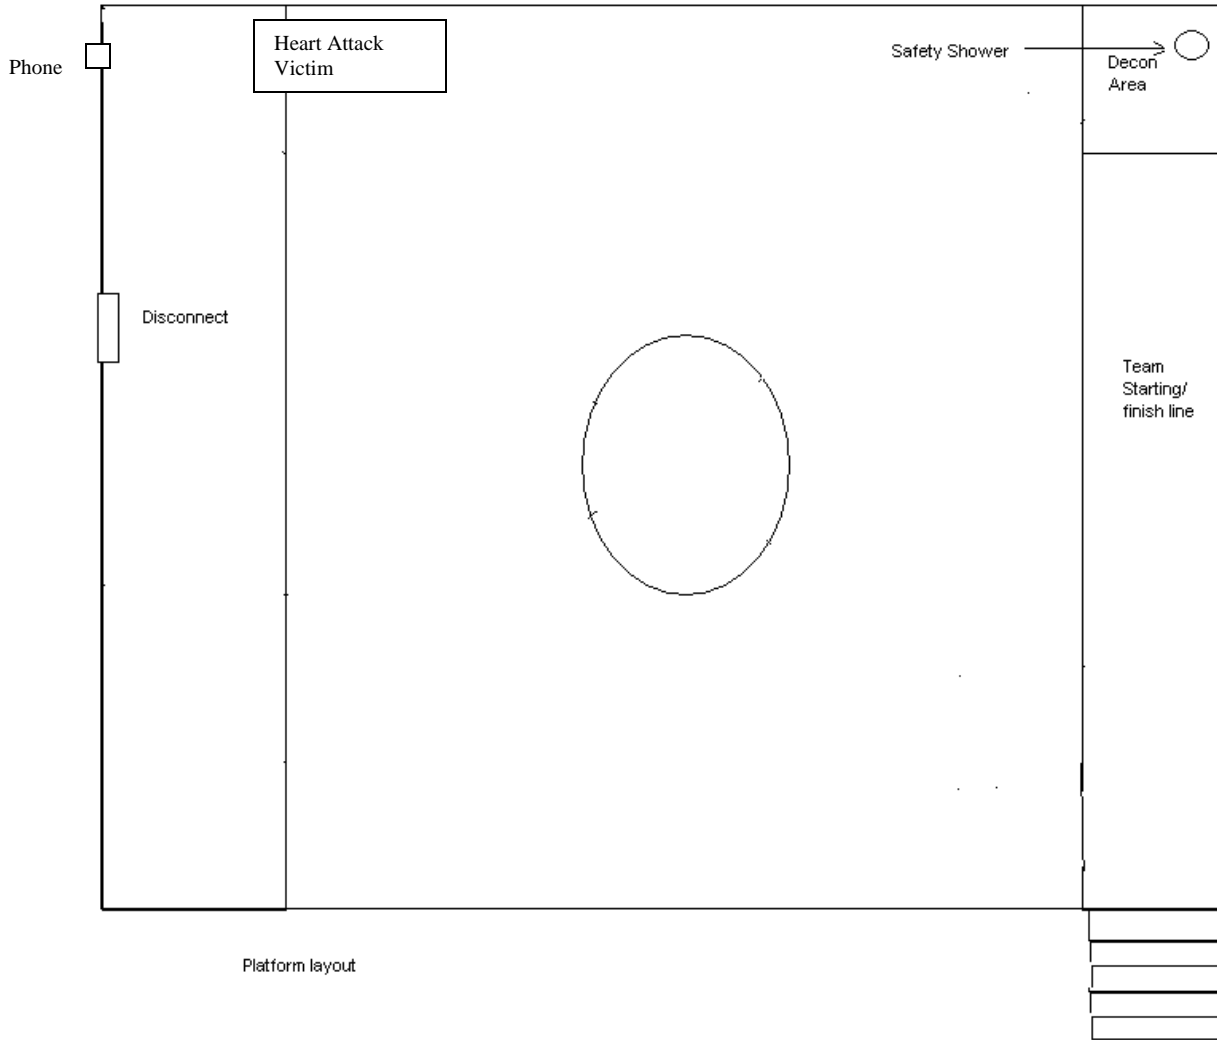 Heart Attack
Victim
Safety Shower
Phone
Decon
Area
Disconnect
Team
Starting/
finish line
Platform layout